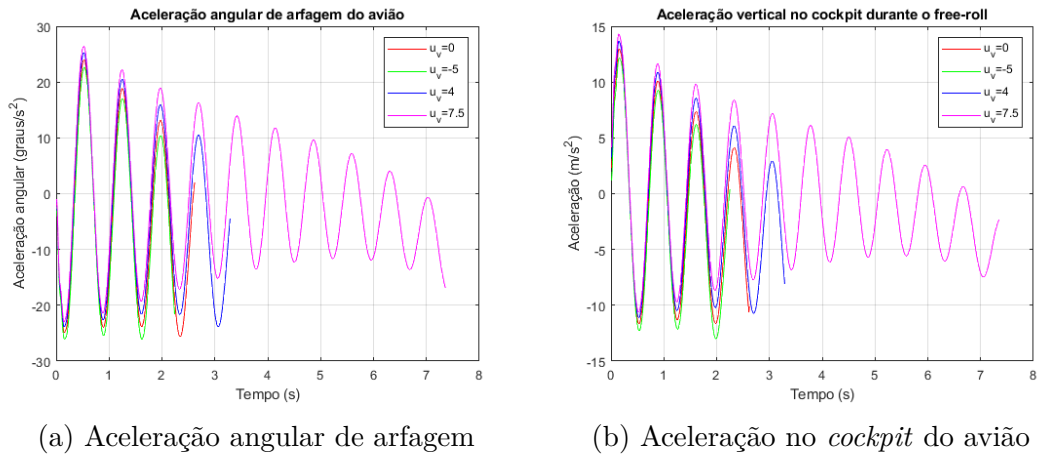 Aceleração angular de arfagem do avião
30
20
10
0
-10
-20
-30
Aceleração angular (graus/s²)
0 1 2 3 4 5 6 7 8
Tempo (s)
u_v=0
u_v=-5
u_v=4
u_v=7.5
(a) Aceleração angular de arfagem
Aceleração vertical no cockpit durante o free-roll
15
10
5
0
-5
-10
-15
Aceleração (m/s²)
0 1 2 3 4 5 6 7 8
Tempo (s)
u_v=0
u_v=-5
u_v=4
u_v=7.5
(b) Aceleração no cockpit do avião